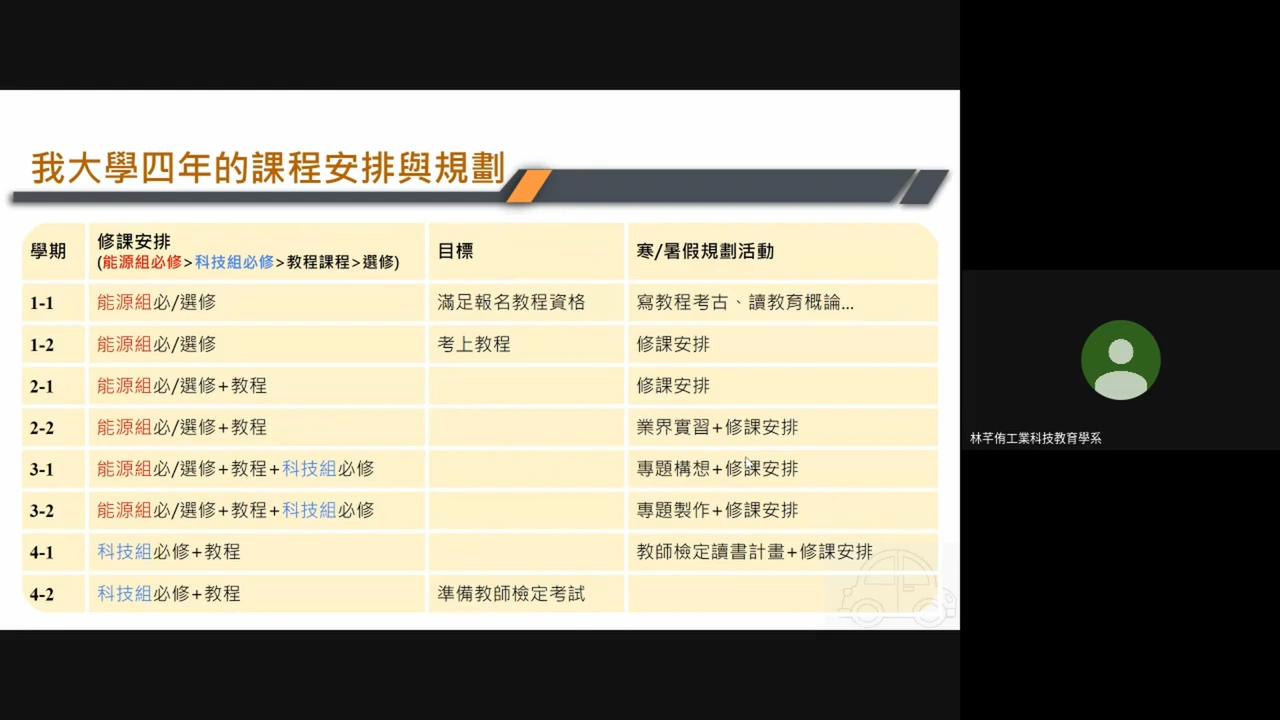 我大學四年的課程安排與規劃
學期
修課安排
(能源組必修>科技組必修>教程課程>選修)
目標
寒/暑假規劃活動
1-1
能源組必/選修
滿足報名教程資格
寫教程考古、讀教育概論...
1-2
能源組必/選修
考上教程
修課安排
2-1
能源組必/選修+教程
修課安排
2-2
能源組必/選修+教程
業界實習+修課安排
3-1
能源組必/選修+教程+科技組必修
專題構想+修課安排
3-2
能源組必/選修+教程+科技組必修
專題製作+修課安排
4-1
科技組必修+教程
教師檢定讀書計畫+修課安排
4-2
科技組必修+教程
準備教師檢定考試
林芊侑工業科技教育學系